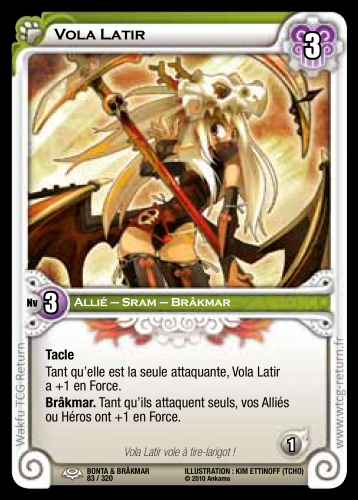 Vola Latir
3
Nv 3 Allié – Sram – Brâkmar
Tacle
Tant qu'elle est la seule attaquante, Vola Latir
a +1 en Force.
Brâkmar. Tant qu'ils attaquent seuls, vos Alliés
ou Héros ont +1 en Force.
1
Vola Latir vole à tire-larigot !
BONTA & BRÂKMAR
83 / 320
ILLUSTRATION : KIM ETTINOFF (TCHO)
© 2010 Ankama
Wakfu TCG Return
www.wtcg-return.fr